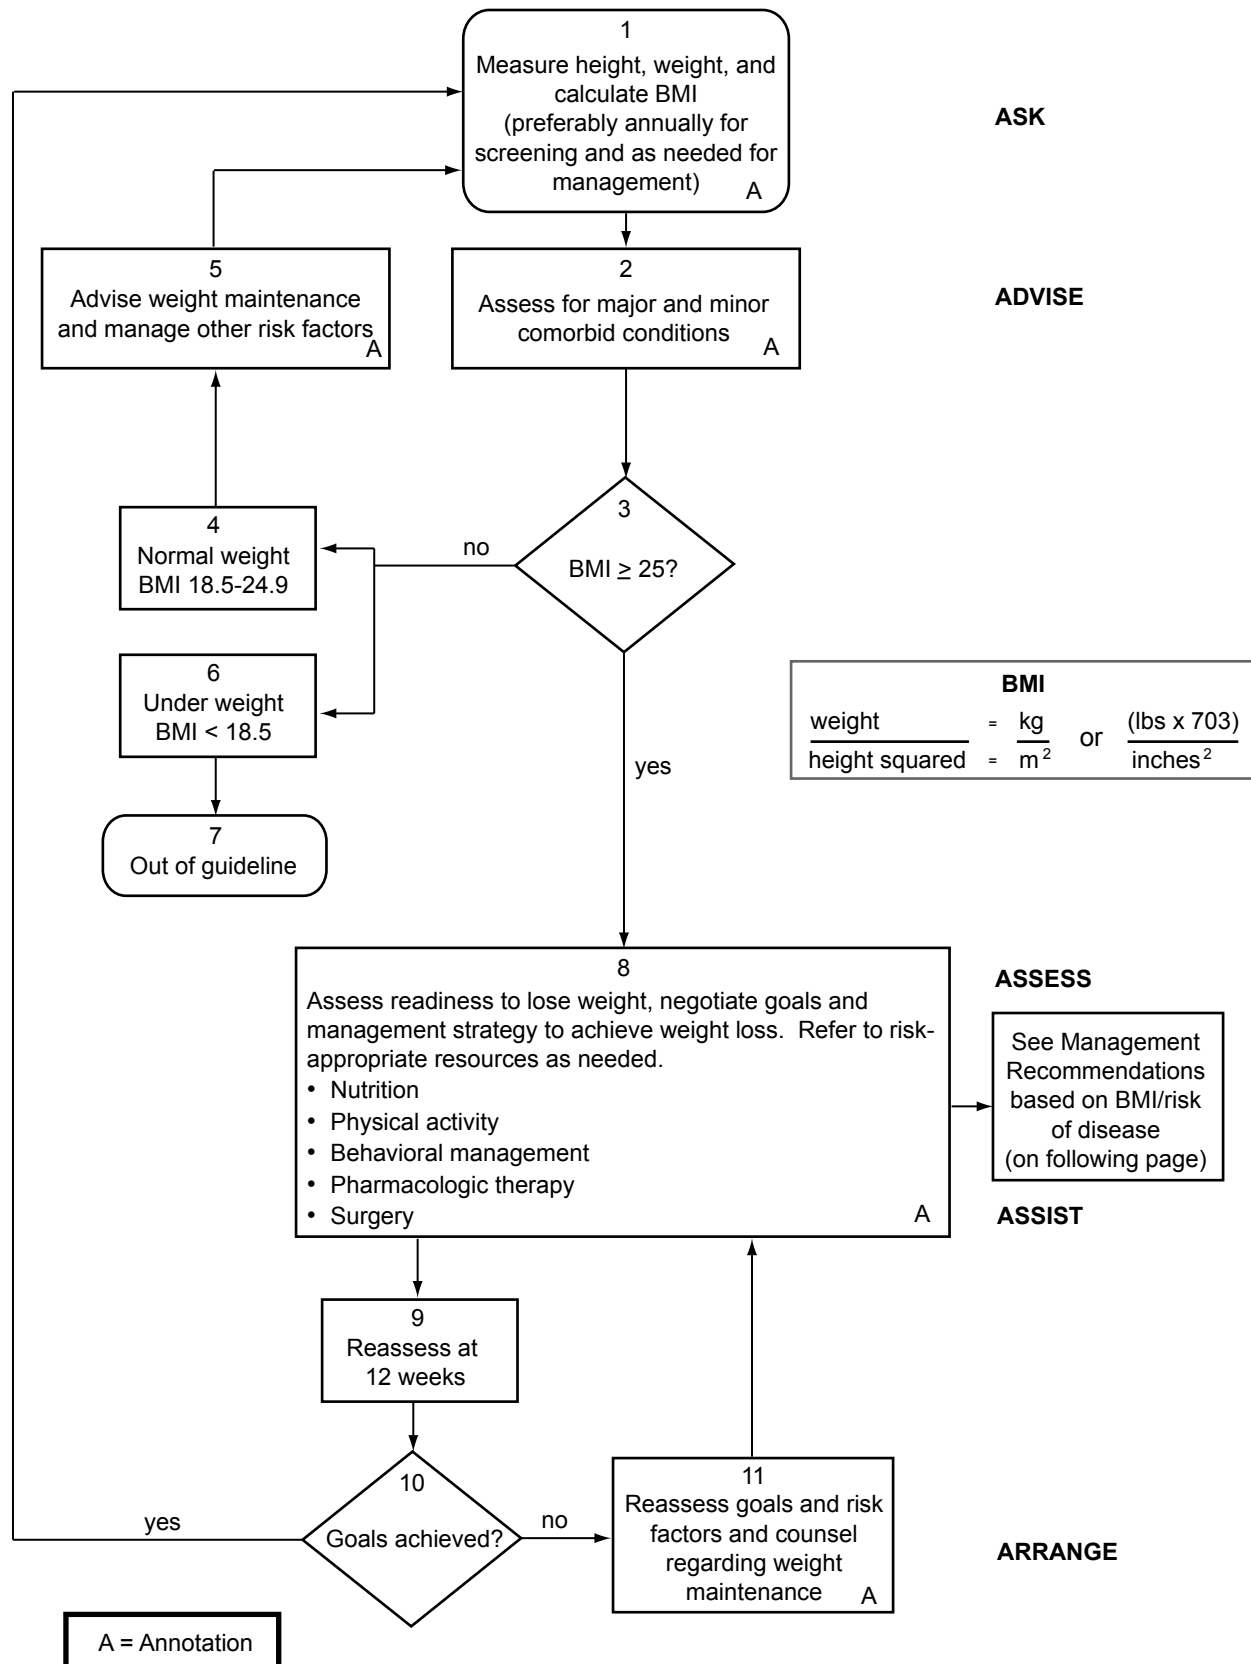 1
Measure height, weight, and
calculate BMI
(preferably annually for
screening and as needed for
management)
A
ASK
5
Advise weight maintenance
and manage other risk factors
A
2
Assess for major and minor
comorbid conditions
A
ADVISE
3
BMI ≥ 25?
no
4
Normal weight
BMI 18.5-24.9
6
Under weight
BMI < 18.5
7
Out of guideline
yes
BMI
weight = kg or (lbs x 703)
height squared = m² inches²
8
Assess readiness to lose weight, negotiate goals and
management strategy to achieve weight loss. Refer to risk-
appropriate resources as needed.
• Nutrition
• Physical activity
• Behavioral management
• Pharmacologic therapy
• Surgery
A
ASSESS
See Management
Recommendations
based on BMI/risk
of disease
(on following page)
ASSIST
9
Reassess at
12 weeks
10
Goals achieved?
yes
no
11
Reassess goals and risk
factors and counsel
regarding weight
maintenance
A
ARRANGE
A = Annotation